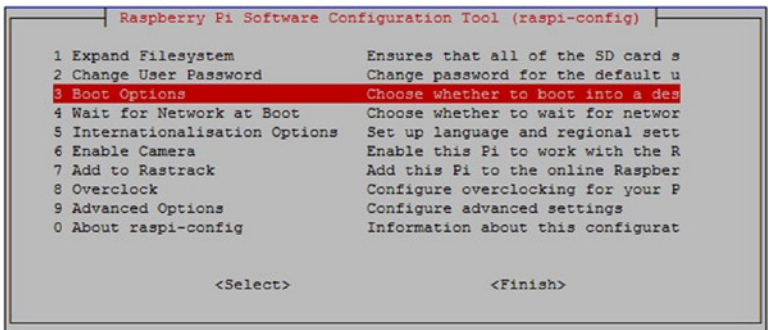 Raspberry Pi Software Configuration Tool (raspi-config)
1 Expand Filesystem Ensures that all of the SD card s
2 Change User Password Change password for the default u
3 Boot Options Choose whether to boot into a des
4 Wait for Network at Boot Choose whether to wait for networ
5 Internationalisation Options Set up language and regional sett
6 Enable Camera Enable this Pi to work with the R
7 Add to Rastrack Add this Pi to the online Raspber
8 Overclock Configure overclocking for your P
9 Advanced Options Configure advanced settings
0 About raspi-config Information about this configurat
<Select> <Finish>